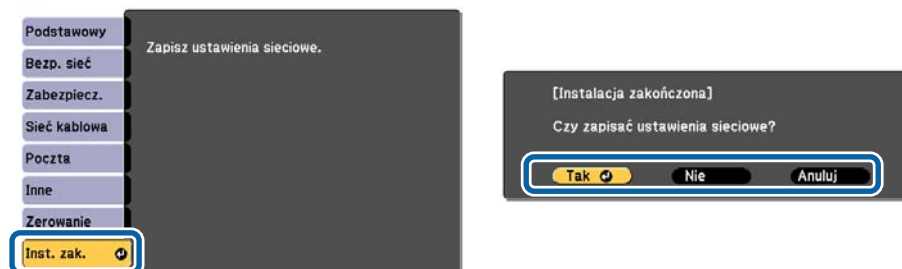 Podstawowy
Bezp. sieć
Zabezpiecz.
Sieć kablowa
Poczta
Inne
Zerowanie
Inst. zak.
Zapisz ustawienia sieciowe.
[Instalacja zakończona]
Czy zapisać ustawienia sieciowe?
Tak Nie Anuluj